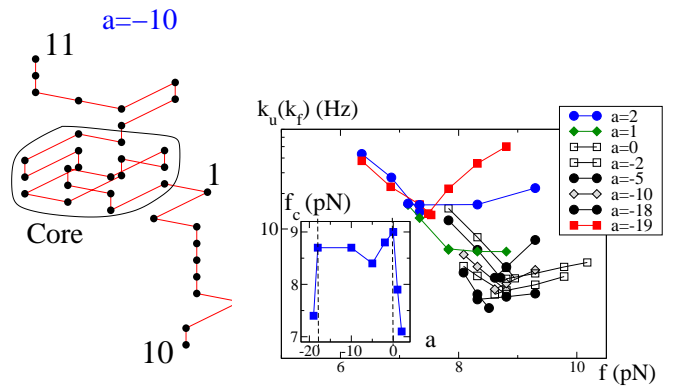 a=−10
11
1
Core
10
k_u(k_f) (Hz)
a=2
a=1
a=0
a=-2
a=-5
a=-10
a=-18
a=-19
10
f_c (pN)
9
8
7
-20
-10
0
a
6
8
10
f (pN)